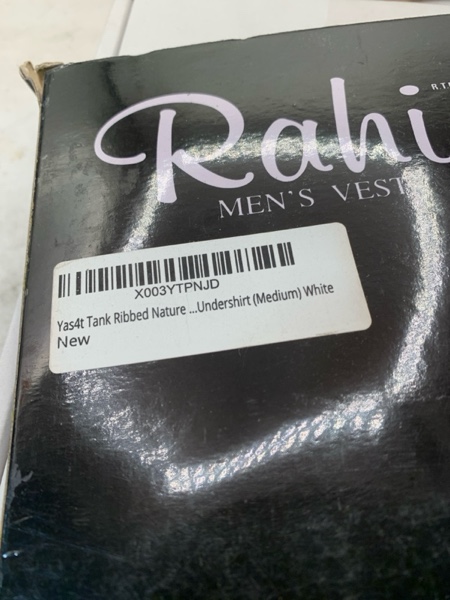 R.T
Rahi
MEN'S VEST
X003YTPNJD
Yas4t Tank Ribbed Nature ...Undershirt (Medium) White
New